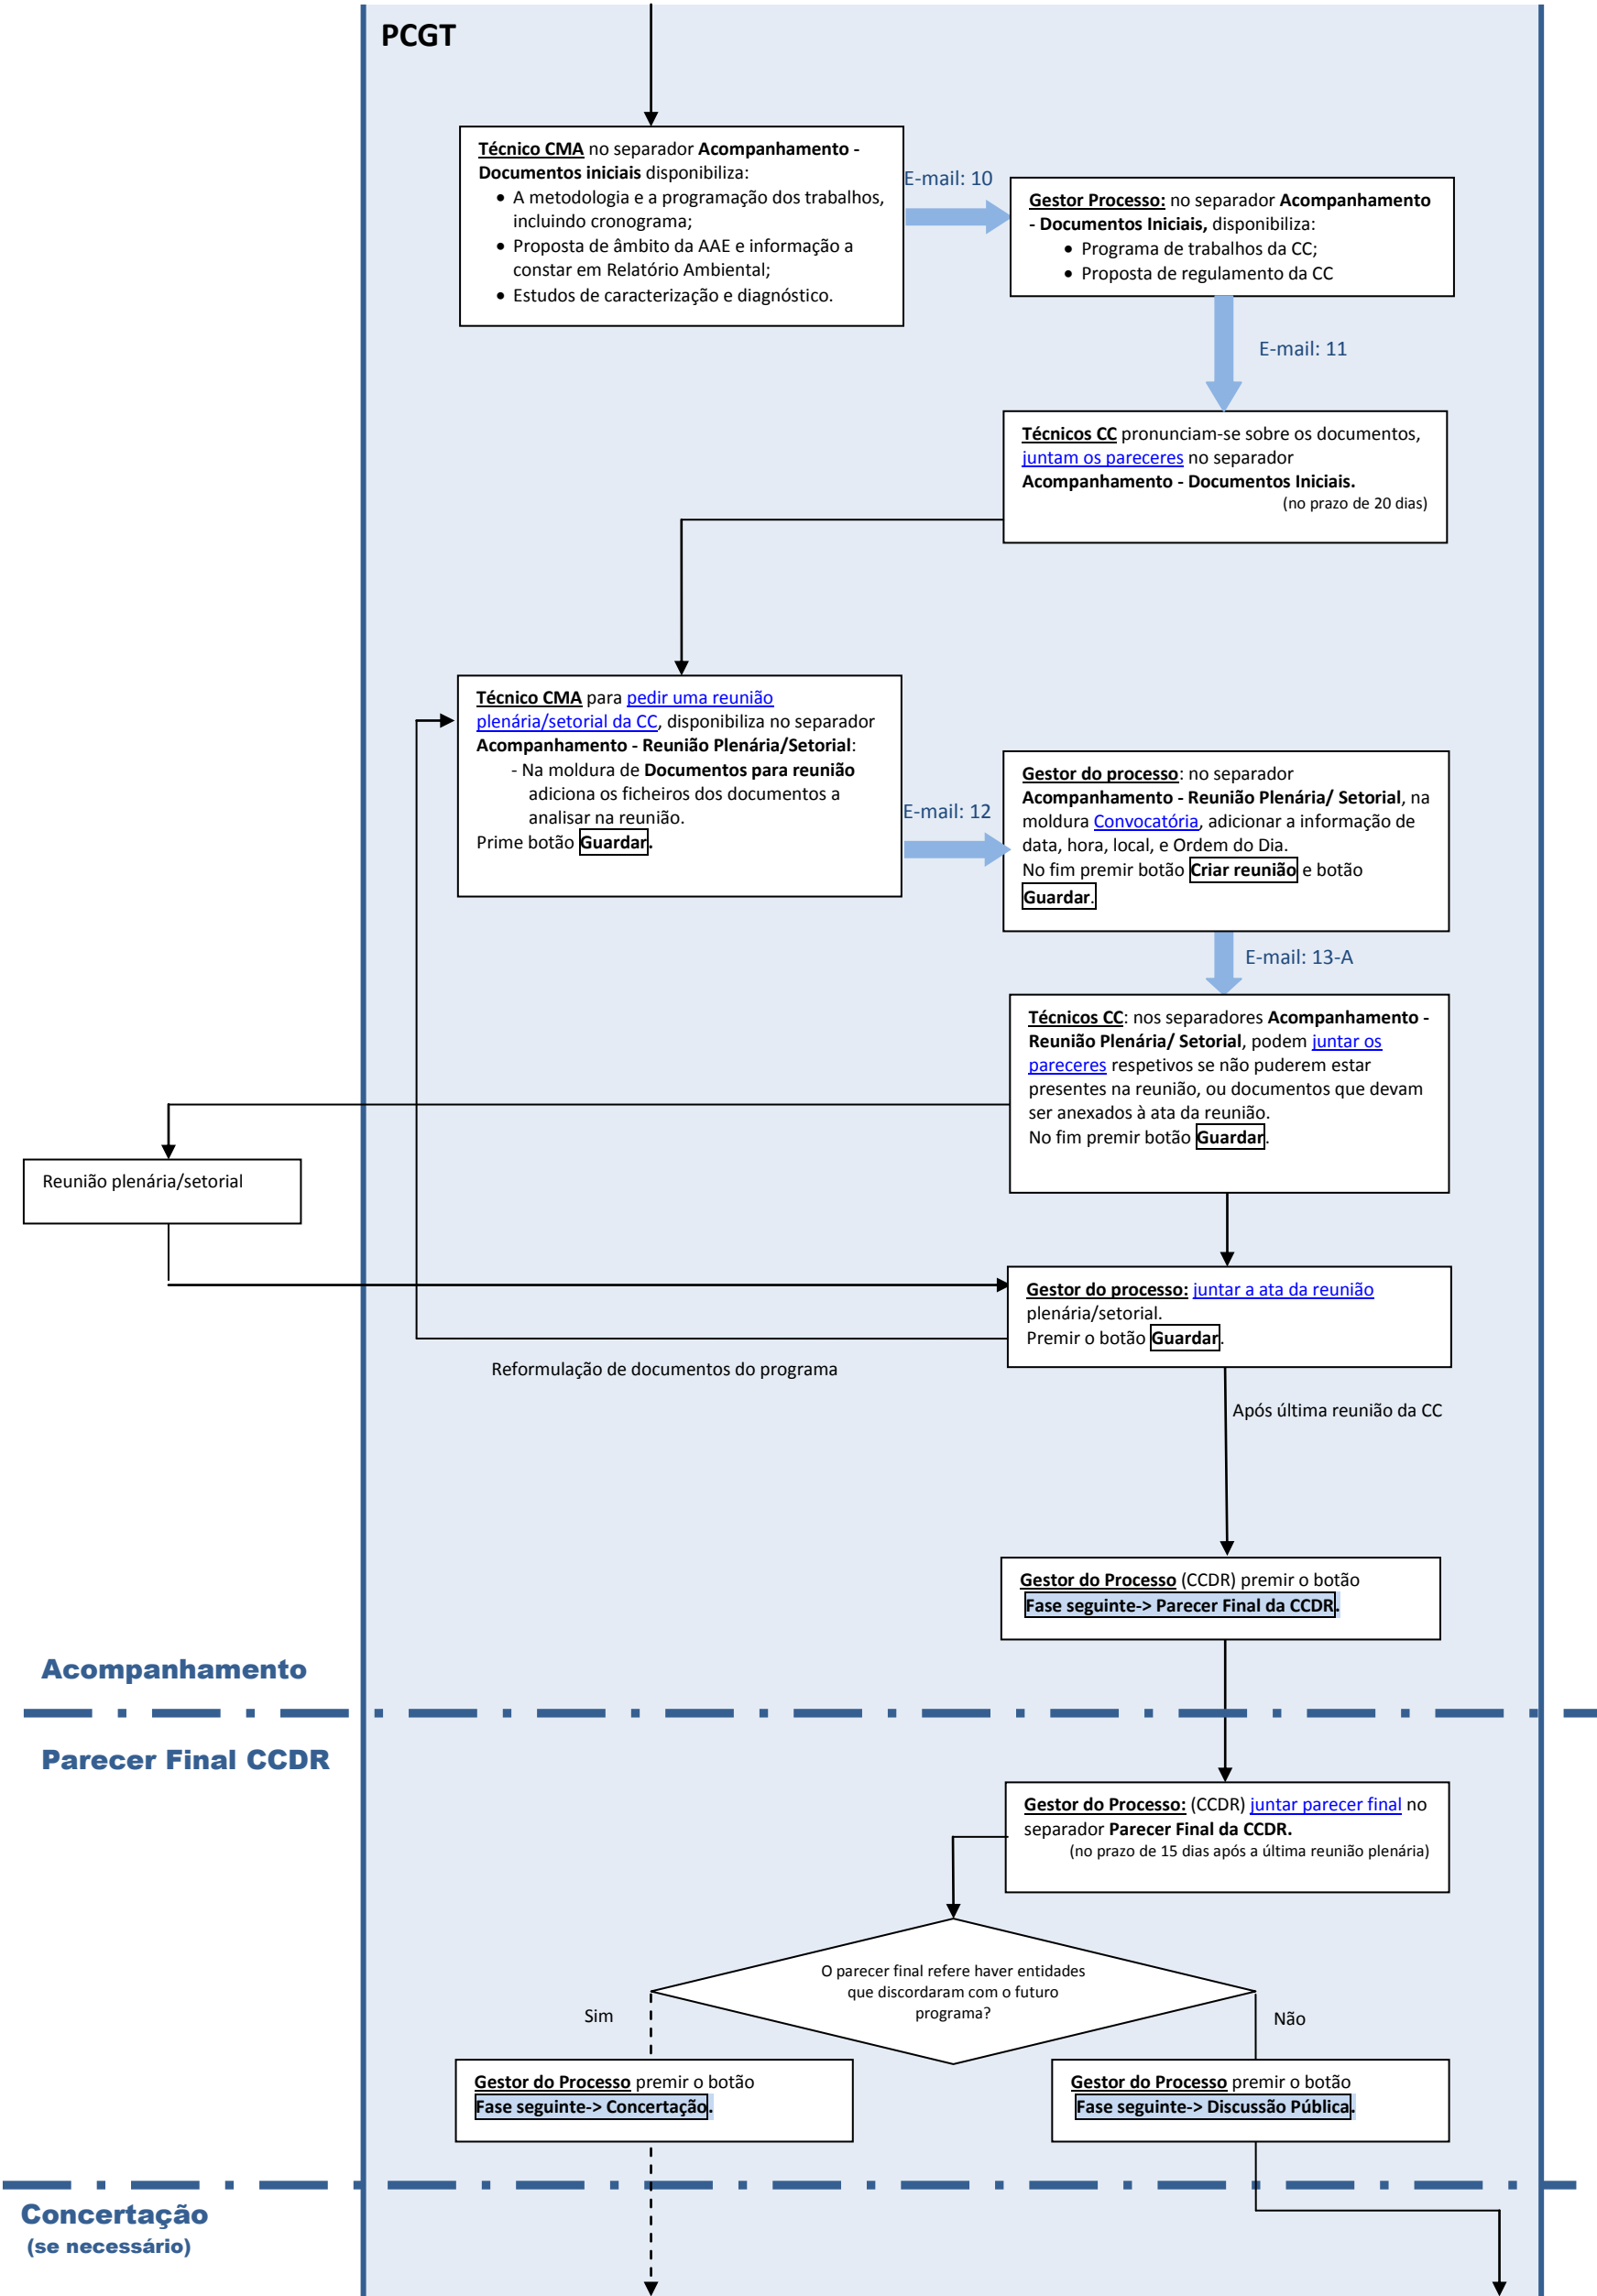 PCGT
Técnico CMA no separador Acompanhamento -
Documentos iniciais disponibiliza:
• A metodologia e a programação dos trabalhos,
incluindo cronograma;
• Proposta de âmbito da AAE e informação a
constar em Relatório Ambiental;
• Estudos de caracterização e diagnóstico.
E-mail: 10
Gestor Processo: no separador Acompanhamento
- Documentos Iniciais, disponibiliza:
• Programa de trabalhos da CC;
• Proposta de regulamento da CC
E-mail: 11
Técnicos CC pronunciam-se sobre os documentos,
juntam os pareceres no separador
Acompanhamento - Documentos Iniciais.
(no prazo de 20 dias)
Técnico CMA para pedir uma reunião
plenária/setorial da CC, disponibiliza no separador
Acompanhamento - Reunião Plenária/Setorial:
- Na moldura de Documentos para reunião
adiciona os ficheiros dos documentos a
analisar na reunião.
Prime botão Guardar.
E-mail: 12
Gestor do processo: no separador
Acompanhamento - Reunião Plenária/ Setorial, na
moldura Convocatória, adicionar a informação de
data, hora, local, e Ordem do Dia.
No fim premir botão Criar reunião e botão
Guardar.
E-mail: 13-A
Técnicos CC: nos separadores Acompanhamento -
Reunião Plenária/ Setorial, podem juntar os
pareceres respetivos se não puderem estar
presentes na reunião, ou documentos que devam
ser anexados à ata da reunião.
No fim premir botão Guardar.
Reunião plenária/setorial
Gestor do processo: juntar a ata da reunião
plenária/setorial.
Premir o botão Guardar.
Reformulação de documentos do programa
Após última reunião da CC
Gestor do Processo (CCDR) premir o botão
Fase seguinte-> Parecer Final da CCDR.
Acompanhamento
Parecer Final CCDR
Gestor do Processo: (CCDR) juntar parecer final no
separador Parecer Final da CCDR.
(no prazo de 15 dias após a última reunião plenária)
O parecer final refere haver entidades
que discordaram com o futuro
programa?
Sim
Não
Gestor do Processo premir o botão
Fase seguinte-> Concertação.
Gestor do Processo premir o botão
Fase seguinte-> Discussão Pública.
Concertação
(se necessário)